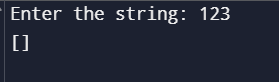 Enter the string: 123
[]